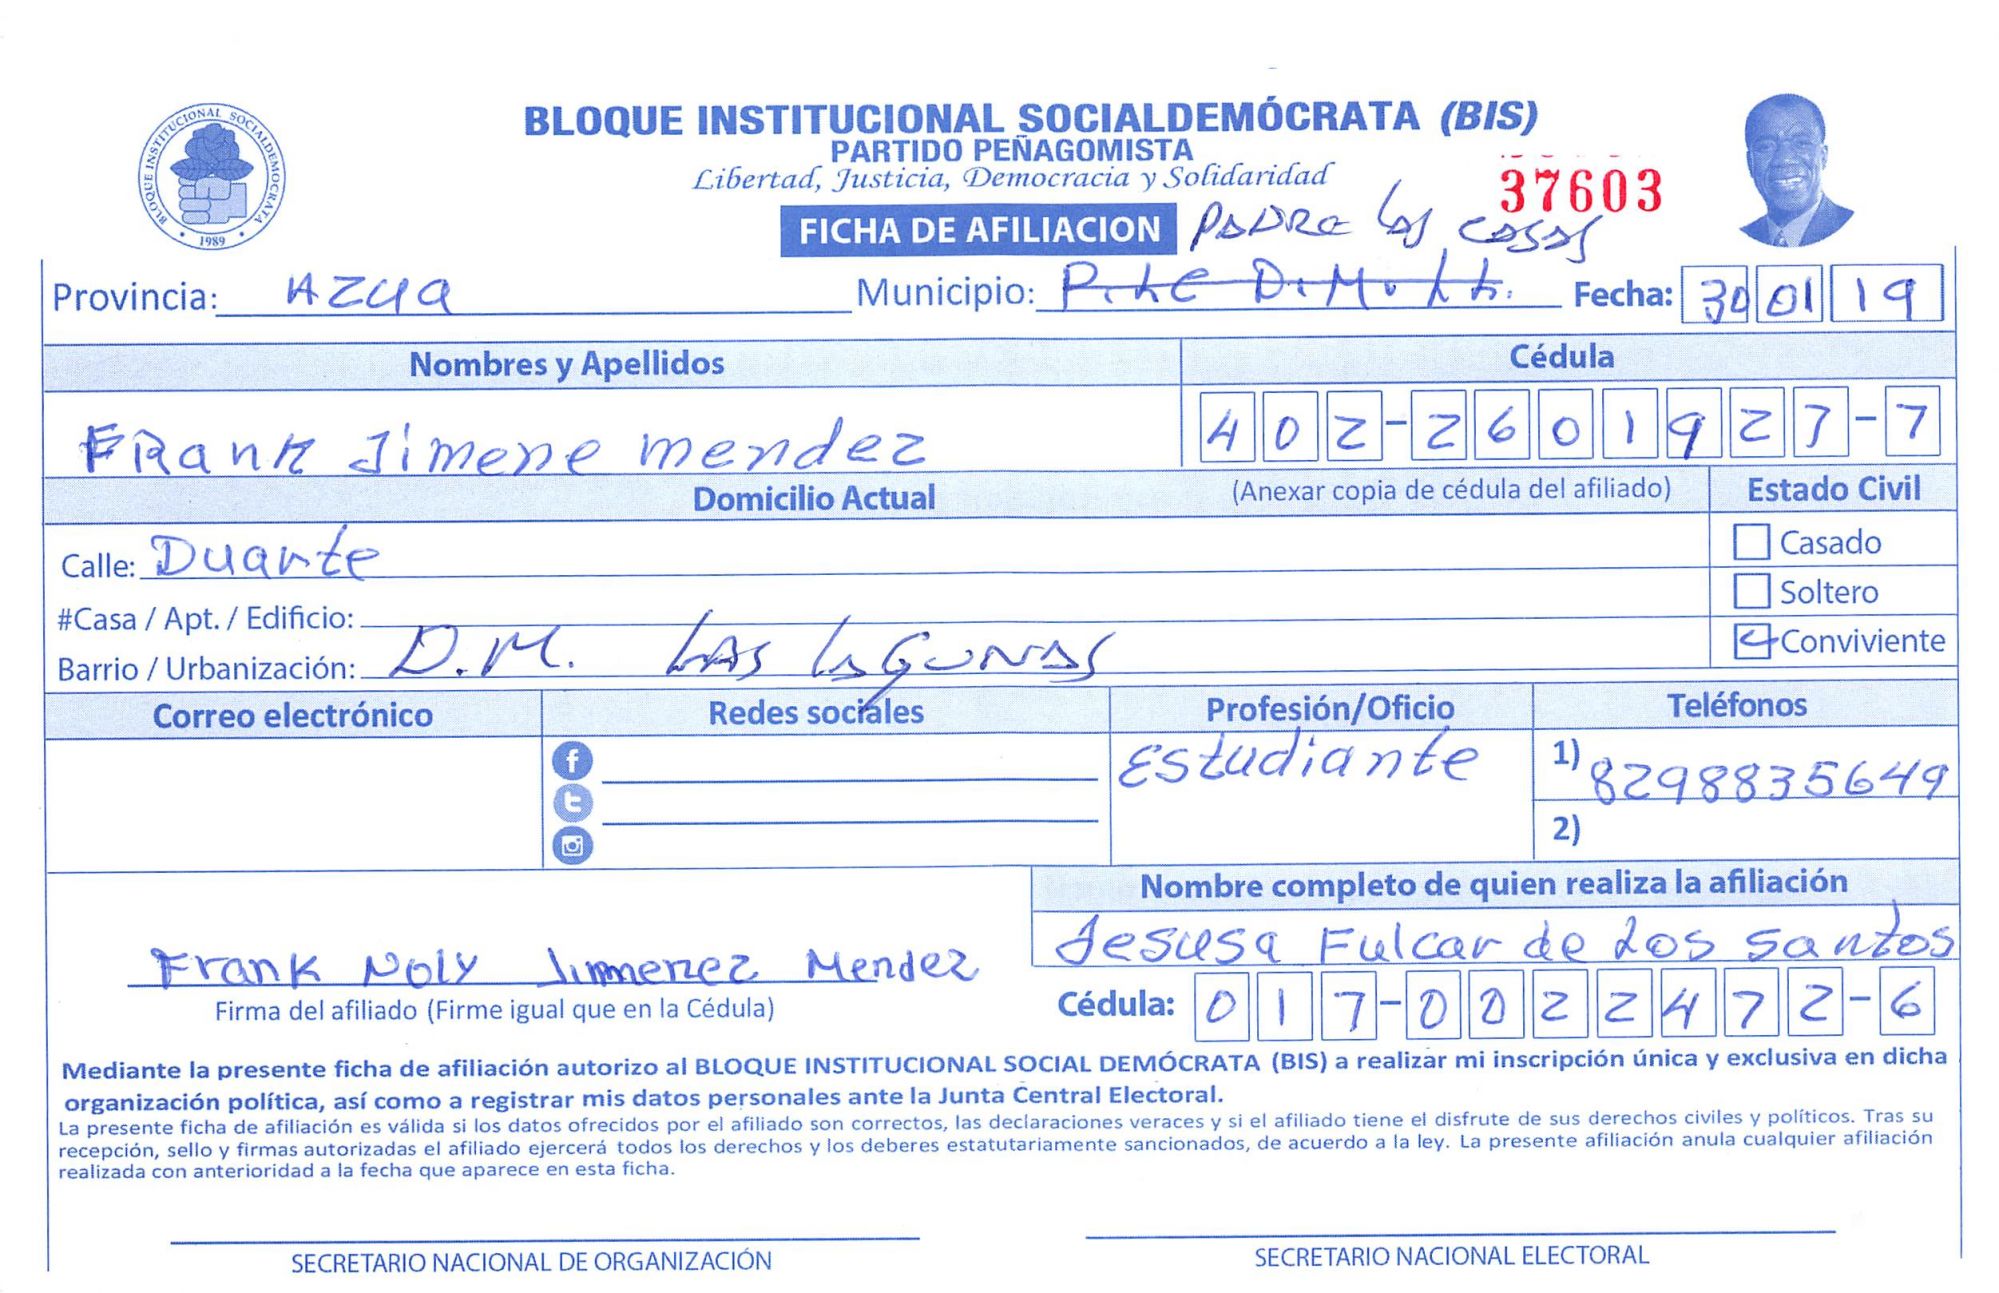 BLOQUE INSTITUCIONAL SOCIALDEMOCRATA
1989
BLOQUE INSTITUCIONAL SOCIALDEMÓCRATA (BIS)
PARTIDO PEÑAGOMISTA
Libertad, Justicia, Democracia y Solidaridad
37603
FICHA DE AFILIACION PADRE las casas
Provincia: AZUA Municipio: Fecha: 30 01 19
Nombres y Apellidos Cédula
FRank Jimene mendez 402-2601927-7
Domicilio Actual (Anexar copia de cédula del afiliado) Estado Civil
Calle: Duarte Casado
#Casa / Apt. / Edificio: Soltero
Barrio / Urbanización: D.M. LAS LAGUNAS Conviviente
Correo electrónico Redes sociales Profesión/Oficio Teléfonos
Estudiante 1) 8298835649
2)
Nombre completo de quien realiza la afiliación
Jesusa Fulcar de Los santos
Frank Noly Jimenez Mendez
Firma del afiliado (Firme igual que en la Cédula) Cédula: 017-0022472-6
Mediante la presente ficha de afiliación autorizo al BLOQUE INSTITUCIONAL SOCIAL DEMÓCRATA (BIS) a realizar mi inscripción única y exclusiva en dicha
organización política, así como a registrar mis datos personales ante la Junta Central Electoral.
La presente ficha de afiliación es válida si los datos ofrecidos por el afiliado son correctos, las declaraciones veraces y si el afiliado tiene el disfrute de sus derechos civiles y políticos. Tras su
recepción, sello y firmas autorizadas el afiliado ejercerá todos los derechos y los deberes estatutariamente sancionados, de acuerdo a la ley. La presente afiliación anula cualquier afiliación
realizada con anterioridad a la fecha que aparece en esta ficha.
SECRETARIO NACIONAL DE ORGANIZACIÓN SECRETARIO NACIONAL ELECTORAL